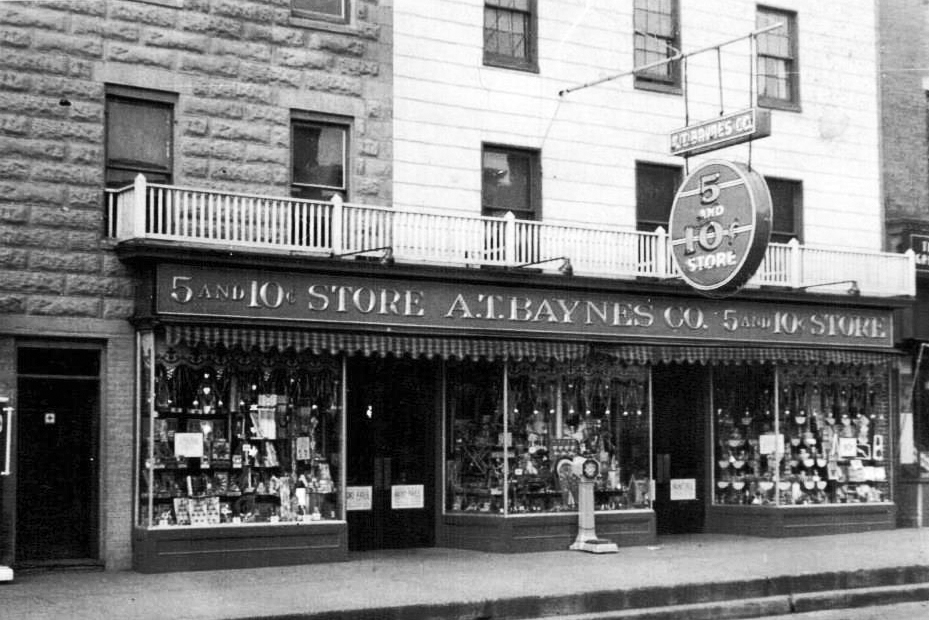 A.T. BAYNES CO.
5
AND
10¢
STORE
5 AND 10¢ STORE A.T. BAYNES CO. 5 AND 10¢ STORE